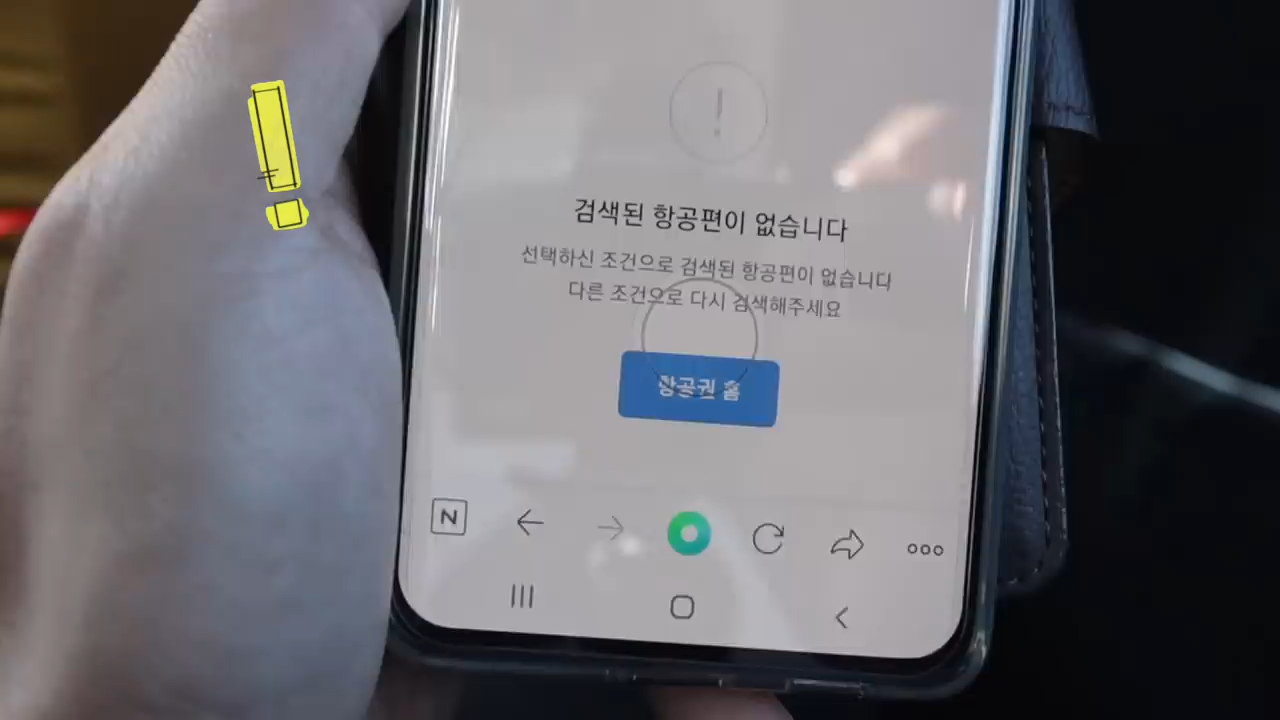 !
!
검색된 항공편이 없습니다
선택하신 조건으로 검색된 항공편이 없습니다
다른 조건으로 다시 검색해주세요
항공권 홈
N